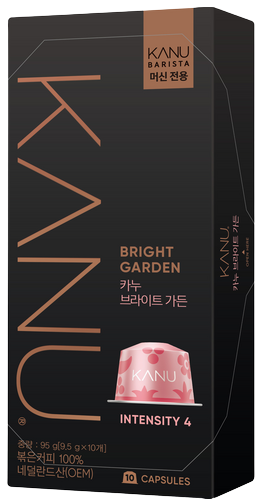 KANU
BARISTA
머신 전용
KANU®
BRIGHT
GARDEN
카누
브라이트 가든
KANU
INTENSITY 4
중량 : 95 g[9.5 g×10개]
볶은커피 100%
네덜란드산(OEM)
10 CAPSULES
KANU
카누 브라이트 가든
OPEN HERE